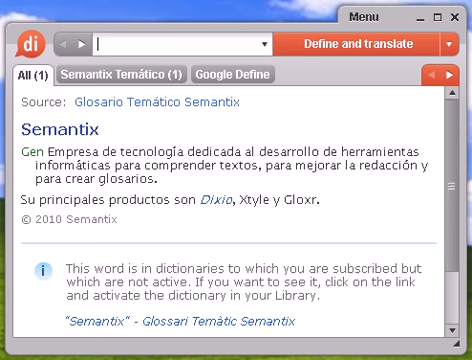 Menu
di
Define and translate
All (1) Semantix Temático (1) Google Define
Source: Glosario Temático Semantix
Semantix
Gen Empresa de tecnología dedicada al desarrollo de herramientas
informáticas para comprender textos, para mejorar la redacción y
para crear glosarios.
Su principales productos son Dixio, Xtyle y Gloxr.
© 2010 Semantix
i
This word is in dictionaries to which you are subscribed but
which are not active. If you want to see it, click on the link
and activate the dictionary in your Library.
"Semantix" - Glossari Temàtic Semantix